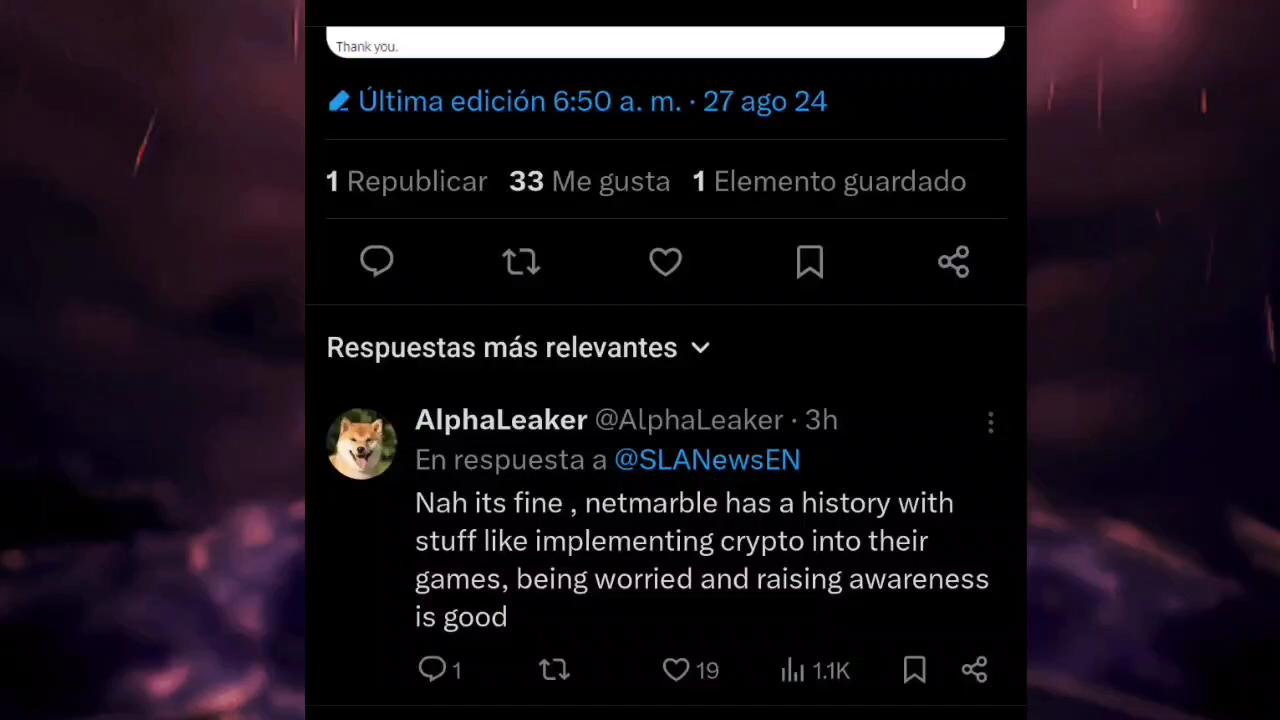 Thank you.
Última edición 6:50 a. m. · 27 ago 24
1 Republicar 33 Me gusta 1 Elemento guardado
Respuestas más relevantes
AlphaLeaker @AlphaLeaker · 3h
En respuesta a @SLANewsEN
Nah its fine , netmarble has a history with
stuff like implementing crypto into their
games, being worried and raising awareness
is good
1 19 1.1K